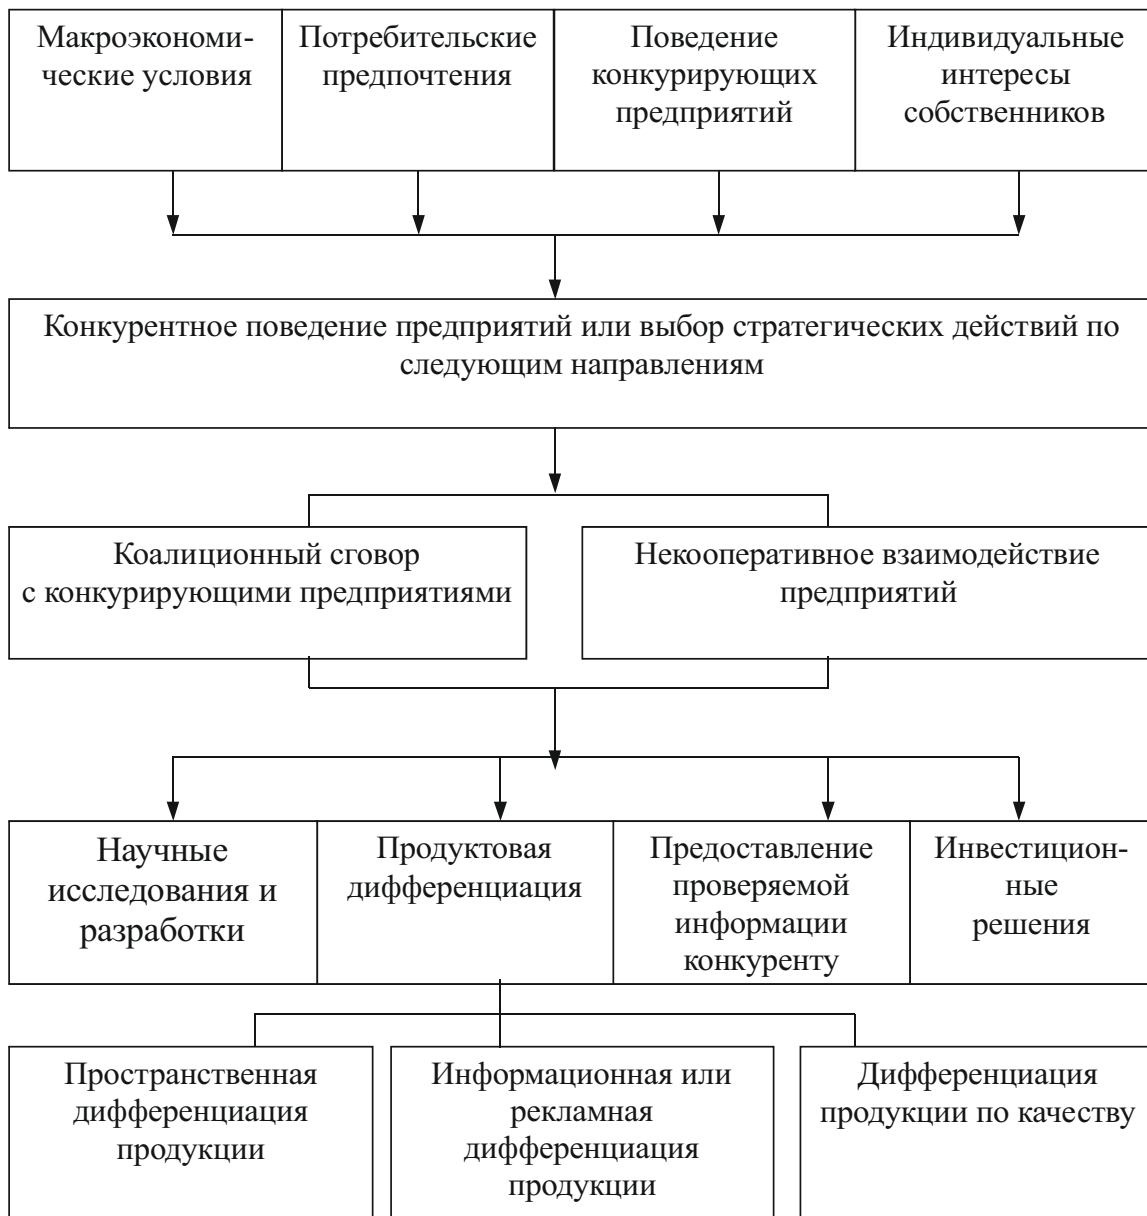 Макроэкономи-
ческие условия
Потребительские
предпочтения
Поведение
конкурирующих
предприятий
Индивидуальные
интересы
собственников
Конкурентное поведение предприятий или выбор стратегических действий по
следующим направлениям
Коалиционный сговор
с конкурирующими предприятиями
Некооперативное взаимодействие
предприятий
Научные
исследования и
разработки
Продуктовая
дифференциация
Предоставление
проверяемой
информации
конкуренту
Инвестицион-
ные
решения
Пространственная
дифференциация
продукции
Информационная или
рекламная
дифференциация
продукции
Дифференциация
продукции по качеству